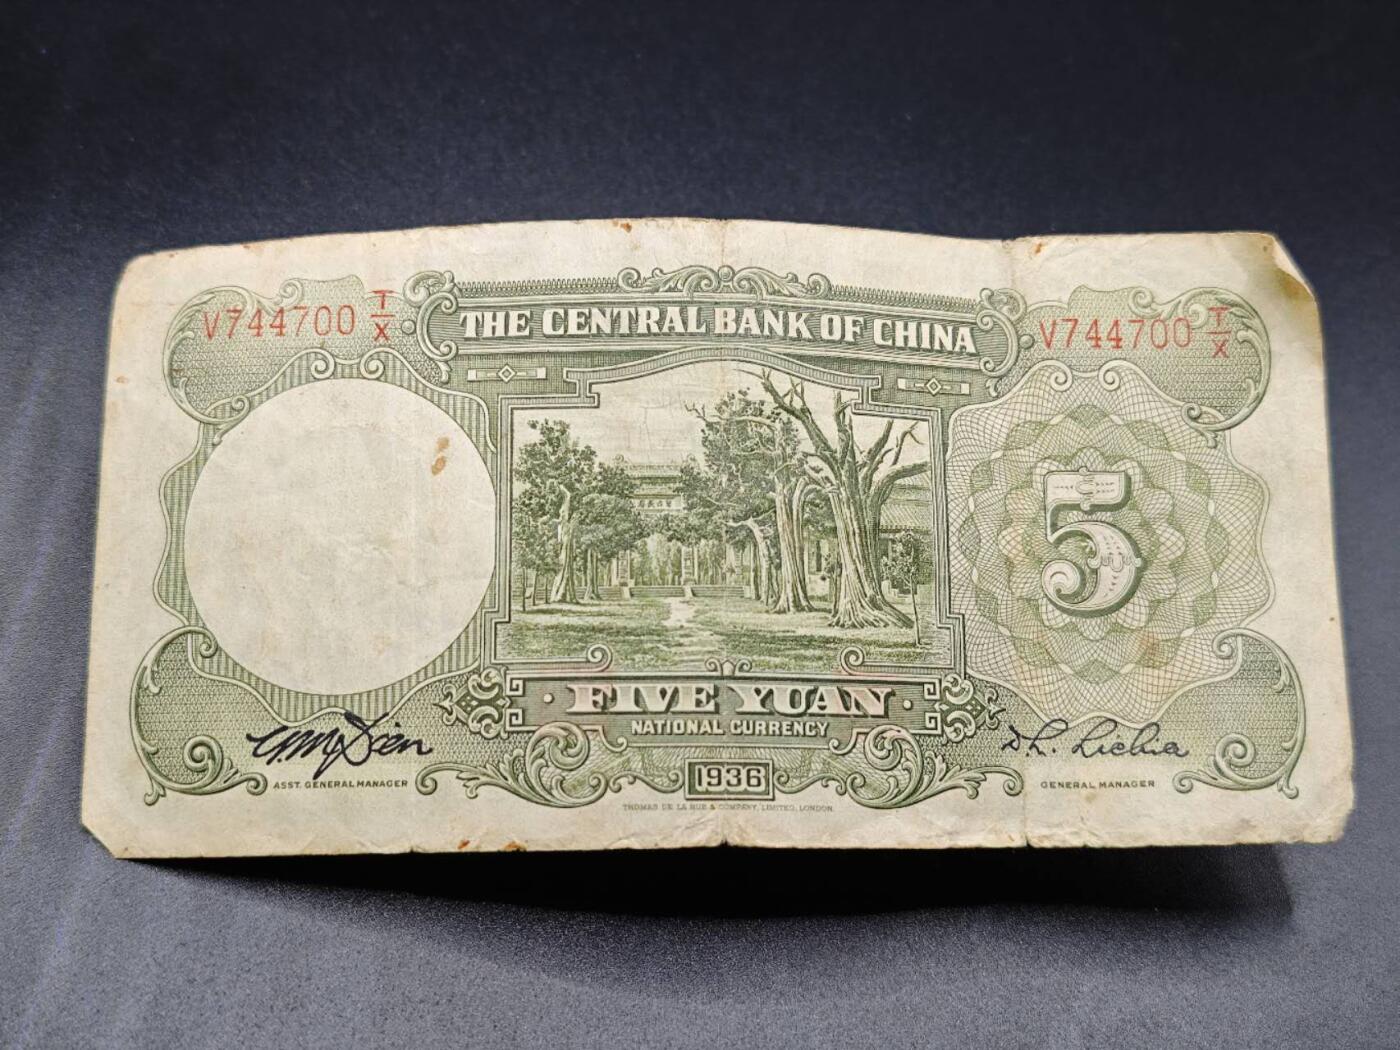 V744700 T/X
V744700 T/X
THE CENTRAL BANK OF CHINA
5
FIVE YUAN
NATIONAL CURRENCY
ASST. GENERAL MANAGER
GENERAL MANAGER
1936
THOMAS DE LA RUE & COMPANY, LIMITED, LONDON.